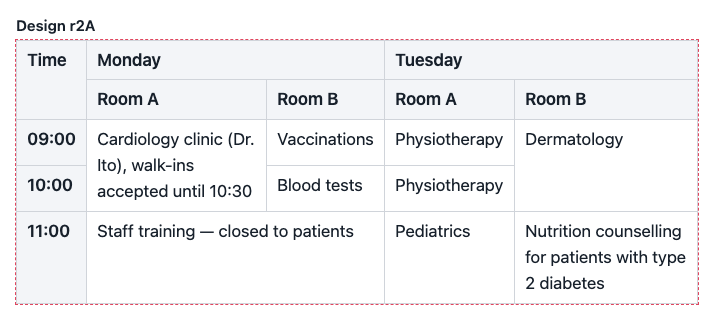 Design r2A
Time Monday Tuesday
Room A Room B Room A Room B
09:00 Cardiology clinic (Dr. Vaccinations Physiotherapy Dermatology
Ito), walk-ins
accepted until 10:30
10:00 Blood tests Physiotherapy
11:00 Staff training — closed to patients Pediatrics Nutrition counselling
for patients with type
2 diabetes